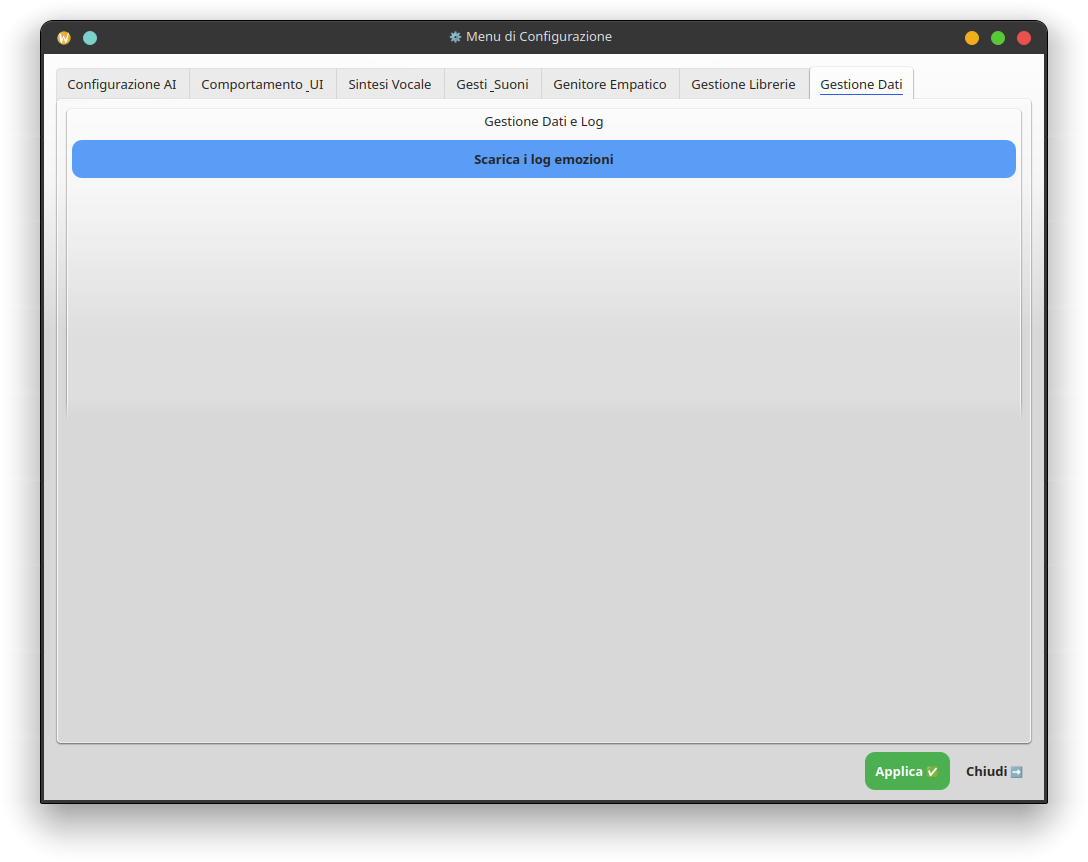 ⚙️ Menu di Configurazione
Configurazione AI Comportamento _UI Sintesi Vocale Gesti _Suoni Genitore Empatico Gestione Librerie Gestione Dati
Gestione Dati e Log
Scarica i log emozioni
Applica ✅ Chiudi ➡️